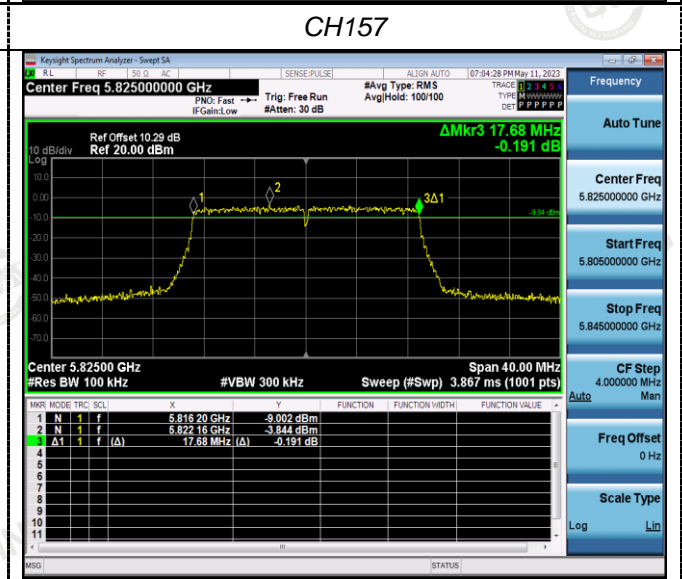 CH157
Keysight Spectrum Analyzer - Swept SA
RL RF 50 Ω AC SENSE:PULSE ALIGN AUTO 07:04:28 PM May 11, 2023
Center Freq 5.825000000 GHz #Avg Type: RMS TRACE 1 2 3 4 5 6
PNO: Fast Trig: Free Run Avg|Hold: 100/100 TYPE M WWWWW
IFGain:Low #Atten: 30 dB DET P P P P P P
Frequency
Auto Tune
Ref Offset 10.29 dB ΔMkr3 17.68 MHz
10 dB/div Ref 20.00 dBm -0.191 dB
Log
10.0
0.00
-10.0
-20.0
-30.0
-40.0
-50.0
-60.0
-70.0
1
2
3Δ1
-9.84 dBm
Center Freq
5.825000000 GHz
Start Freq
5.805000000 GHz
Stop Freq
5.845000000 GHz
Center 5.82500 GHz Span 40.00 MHz
#Res BW 100 kHz #VBW 300 kHz Sweep (#Swp) 3.867 ms (1001 pts)
CF Step
4.000000 MHz
Auto Man
MKR MODE TRC SCL X Y FUNCTION FUNCTION WIDTH FUNCTION VALUE
1 N 1 f 5.816 20 GHz -9.002 dBm
2 N 1 f 5.822 16 GHz -3.844 dBm
3 Δ1 1 f (Δ) 17.68 MHz (Δ) -0.191 dB
4
5
6
7
8
9
10
11
Freq Offset
0 Hz
Scale Type
Log Lin
MSG STATUS